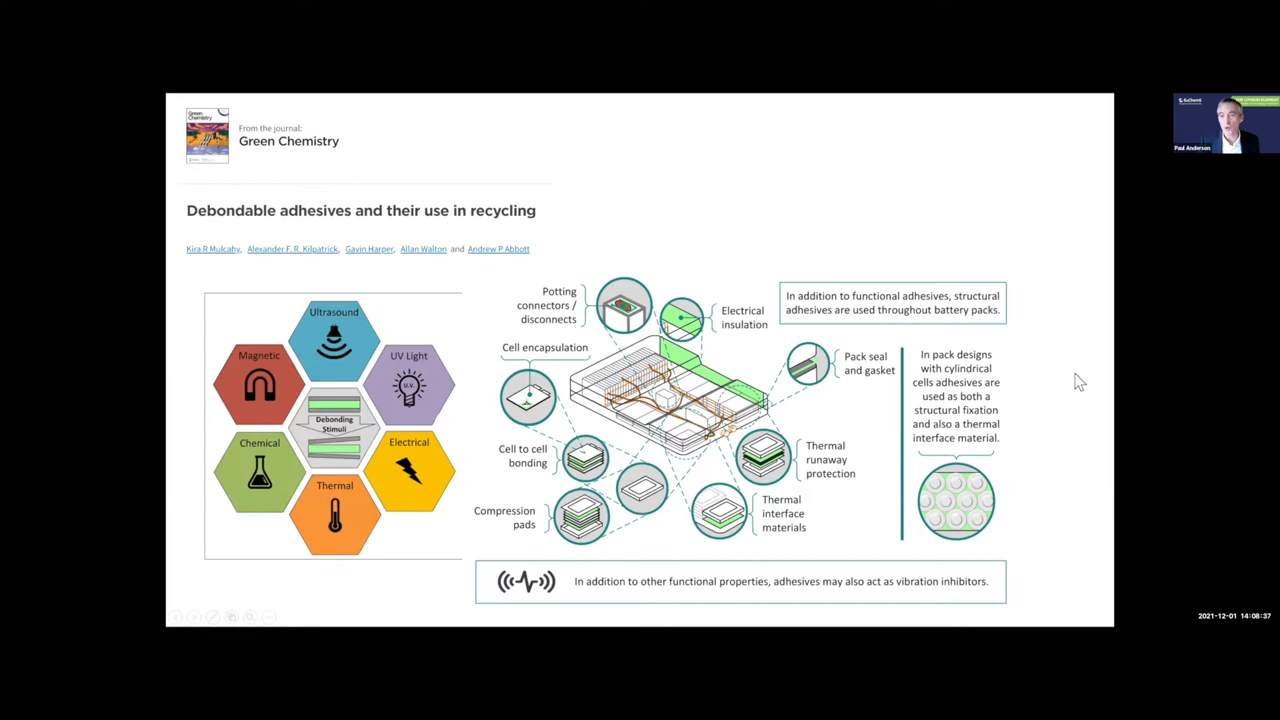 Green
Chemistry
From the journal:
Green Chemistry
Debondable adhesives and their use in recycling
Kira R Mulcahy, Alexander F. R. Kilpatrick, Gavin Harper, Allan Walton and Andrew P Abbott
Ultrasound
Magnetic
UV Light
U.V.
Debonding
Stimuli
Chemical
Electrical
Thermal
Potting
connectors /
disconnects
Electrical
insulation
Cell encapsulation
Cell to cell
bonding
Compression
pads
Pack seal
and gasket
Thermal
runaway
protection
Thermal
interface
materials
In addition to functional adhesives, structural
adhesives are used throughout battery packs.
In pack designs
with cylindrical
cells adhesives are
used as both a
structural fixation
and also a thermal
interface material.
In addition to other functional properties, adhesives may also act as vibration inhibitors.
Paul Anderson
2021-12-01 14:08:37